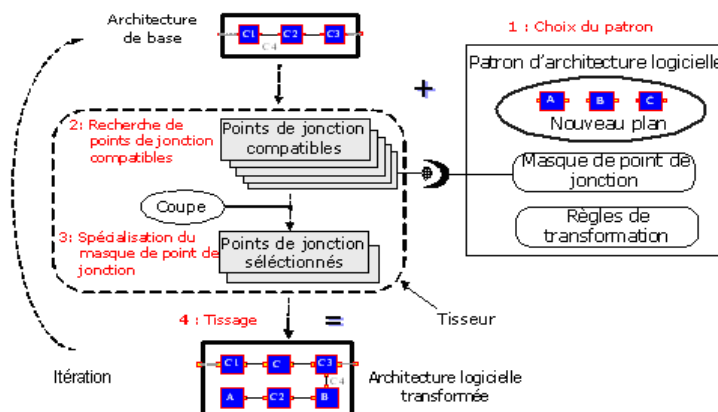 Architecture
de base
C1 C2 C3
C4
1 : Choix du patron
Patron d'architecture logicielle
A B C
Nouveau plan
Masque de point de
jonction
Règles de
transformation
+
2: Recherche de
points de jonction
compatibles
Points de jonction
compatibles
Coupe
3: Spécialisation du
masque de point de
jonction
Points de jonction
séléctionnés
Tisseur
4 : Tissage
=
Itération
C1 C C3
C4
A C2 B
Architecture logicielle
transformée